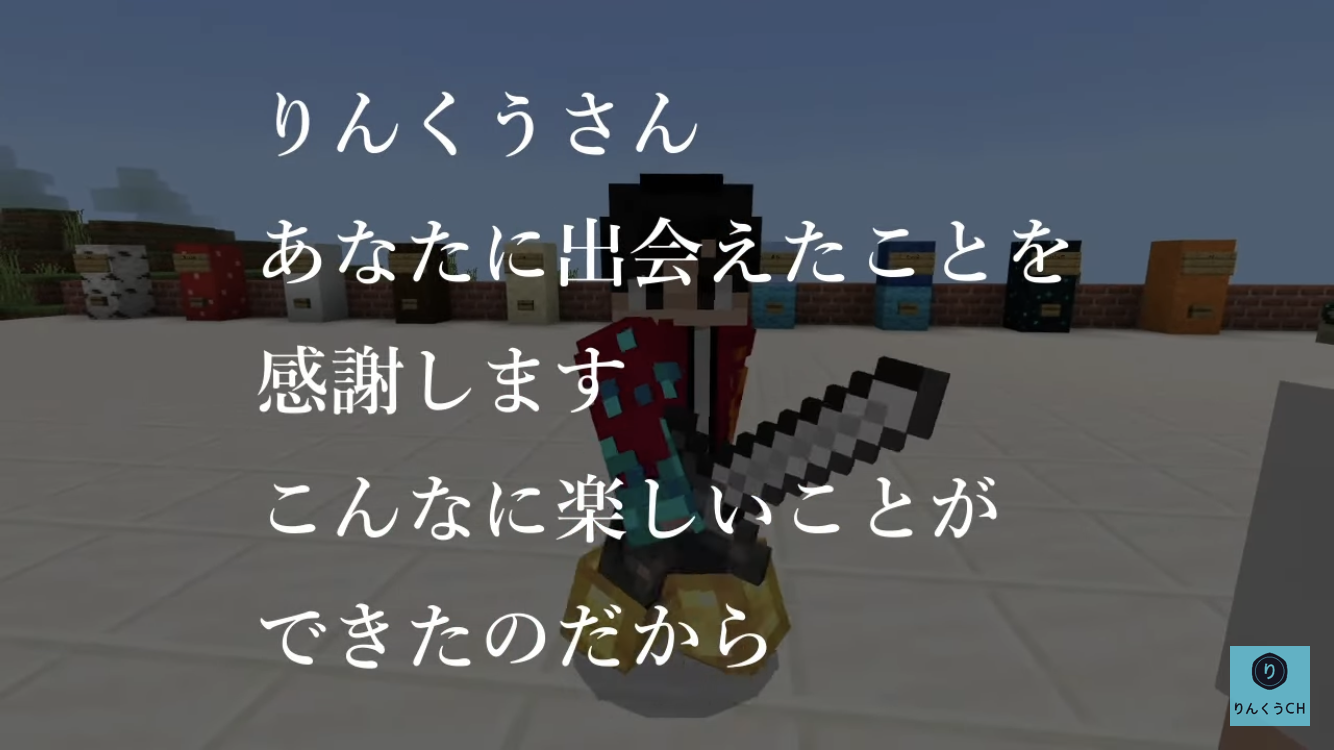 りんくうさん
あなたに出会えたことを
感謝します
こんなに楽しいことが
できたのだから
り
りんくうCH